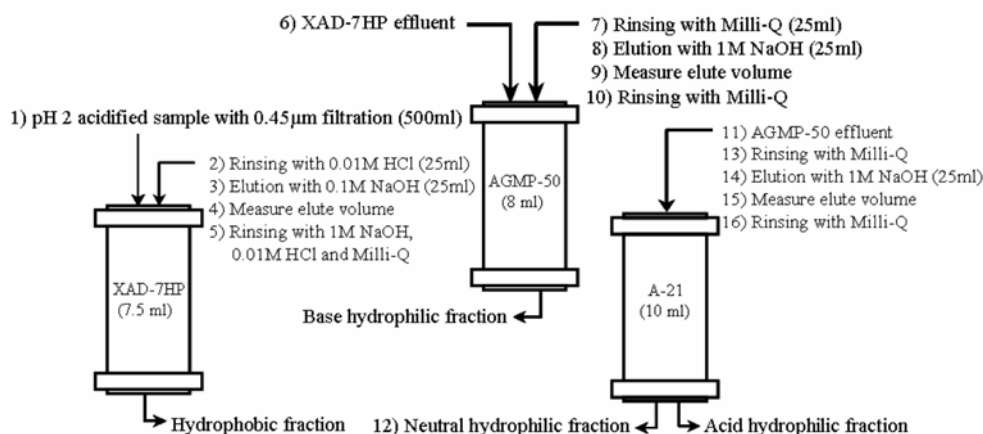 6) XAD-7HP effluent
7) Rinsing with Milli-Q (25ml)
8) Elution with 1M NaOH (25ml)
9) Measure elute volume
10) Rinsing with Milli-Q
1) pH 2 acidified sample with 0.45μm filtration (500ml)
2) Rinsing with 0.01M HCl (25ml)
3) Elution with 0.1M NaOH (25ml)
4) Measure elute volume
5) Rinsing with 1M NaOH,
0.01M HCl and Milli-Q
AGMP-50
(8 ml)
11) AGMP-50 effluent
13) Rinsing with Milli-Q
14) Elution with 1M NaOH (25ml)
15) Measure elute volume
16) Rinsing with Milli-Q
XAD-7HP
(7.5 ml)
A-21
(10 ml)
Base hydrophilic fraction
Hydrophobic fraction
12) Neutral hydrophilic fraction
Acid hydrophilic fraction